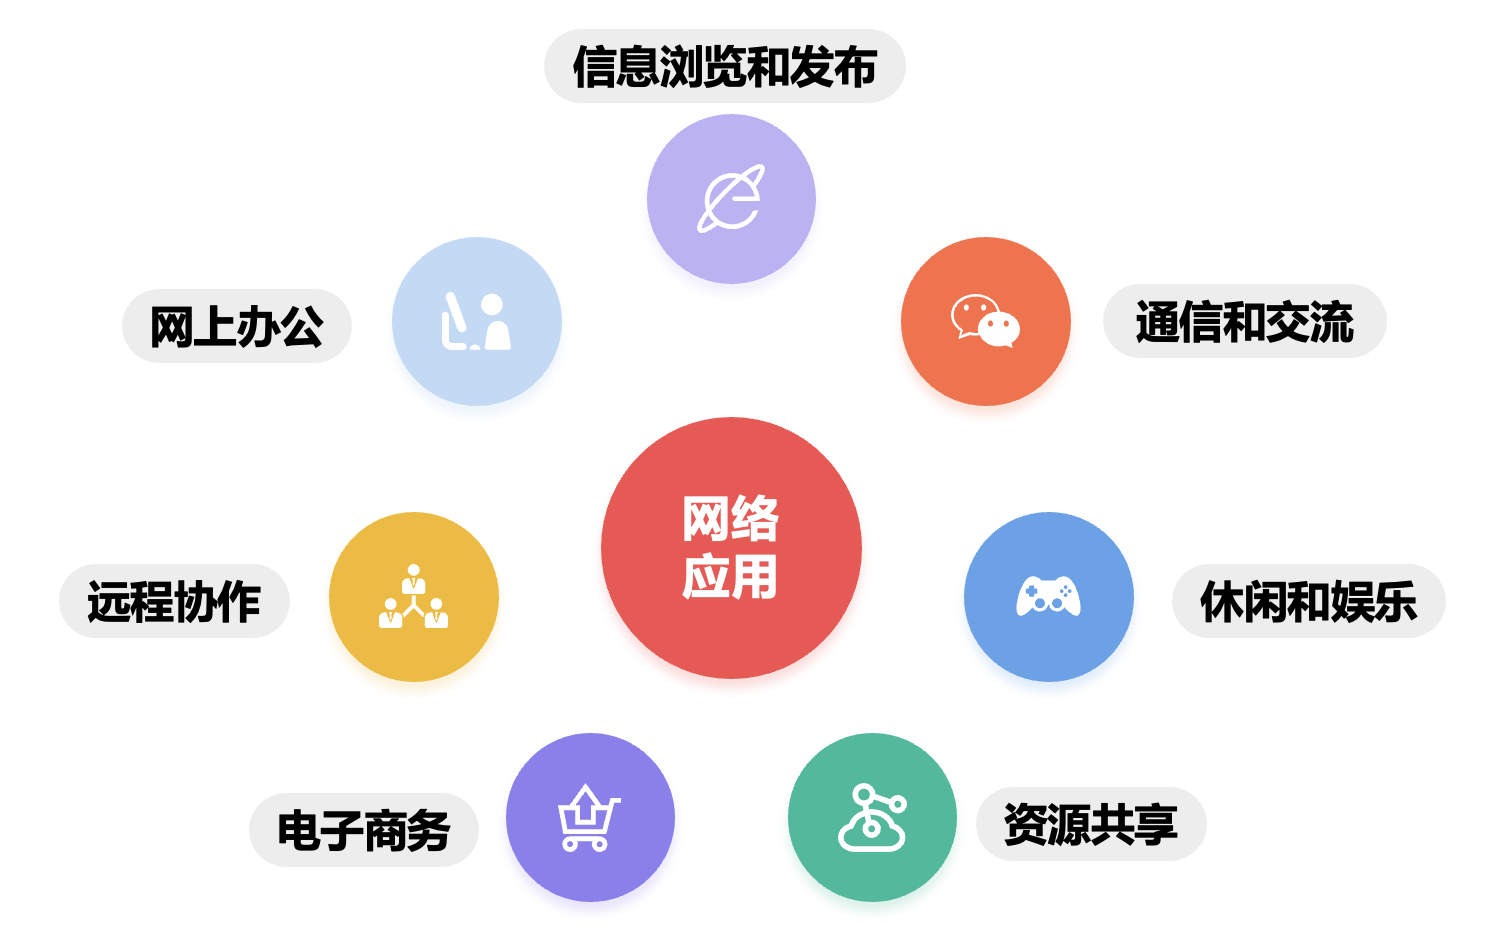 信息浏览和发布
网上办公
通信和交流
网络
应用
远程协作
休闲和娱乐
电子商务
资源共享